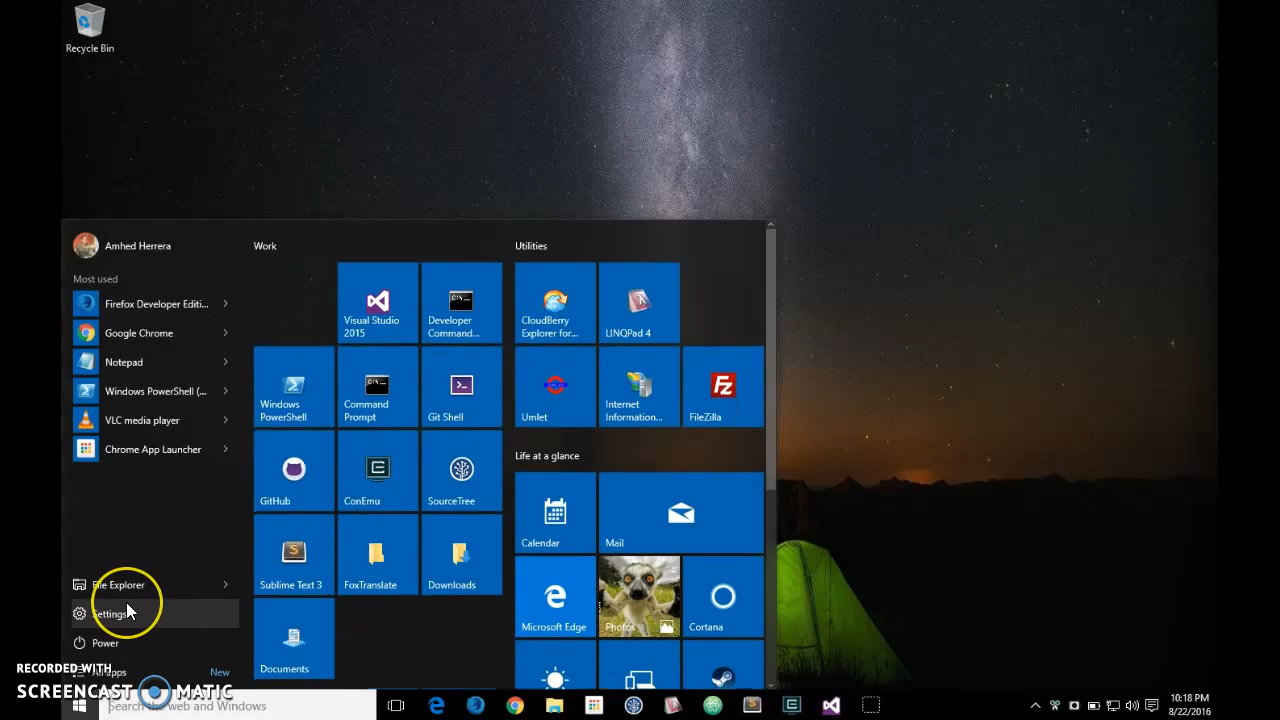 Recycle Bin
Amhed Herrera
Most used
Firefox Developer Editi...
Google Chrome
Notepad
Windows PowerShell (...
VLC media player
Chrome App Launcher
File Explorer
Settings
Power
All apps
New
Work
Visual Studio
2015
Developer
Command...
Windows
PowerShell
Command
Prompt
Git Shell
GitHub
ConEmu
SourceTree
Sublime Text 3
FoxTranslate
Downloads
Documents
Utilities
CloudBerry
Explorer for...
LINQPad 4
Umlet
Internet
Information...
FileZilla
Life at a glance
Calendar
Mail
Microsoft Edge
Photos
Cortana
RECORDED WITH
SCREENCAST MATIC
Search the web and Windows
10:18 PM
8/22/2016